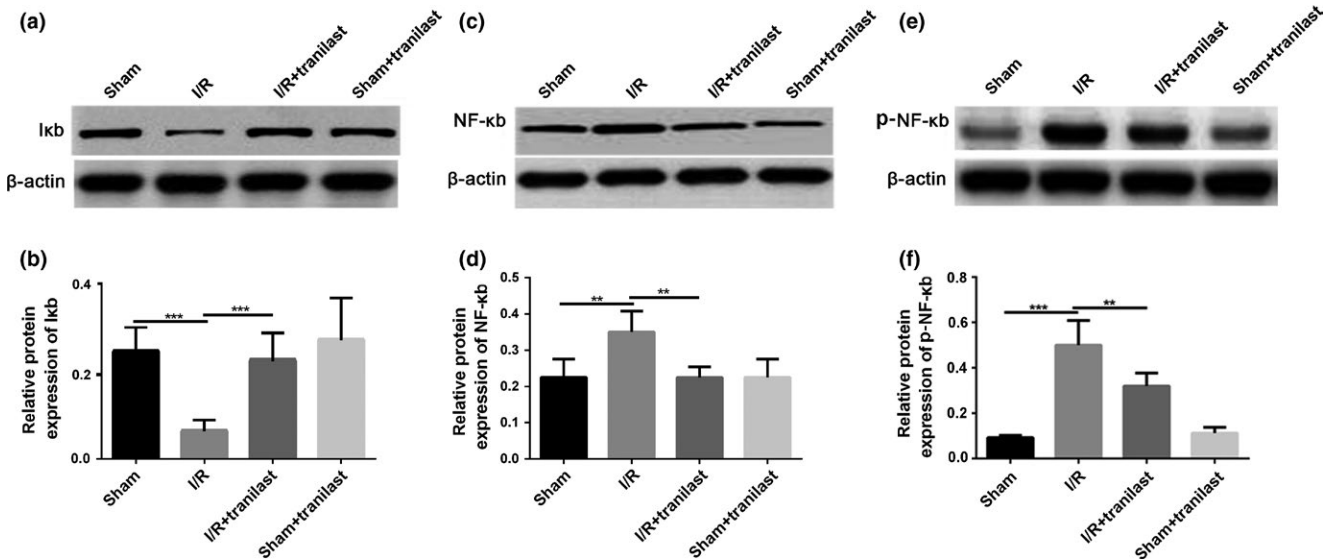 (a)
Sham
I/R
I/R+tranilast
Sham+tranilast
Iκb
β-actin
(b)
Relative protein
expression of Iκb
0.4
0.2
0.0
***
***
Sham
I/R
I/R+tranilast
Sham+tranilast
(c)
Sham
I/R
I/R+tranilast
Sham+tranilast
NF-κb
β-actin
(d)
Relative protein
expression of NF-κb
0.5
0.4
0.3
0.2
0.1
0.0
**
**
Sham
I/R
I/R+tranilast
Sham+tranilast
(e)
Sham
I/R
I/R+tranilast
Sham+tranilast
p-NF-κb
β-actin
(f)
Relative protein
expression of p-NF-κb
0.8
0.6
0.4
0.2
0.0
***
**
Sham
I/R
I/R+tranilast
Sham+tranilast